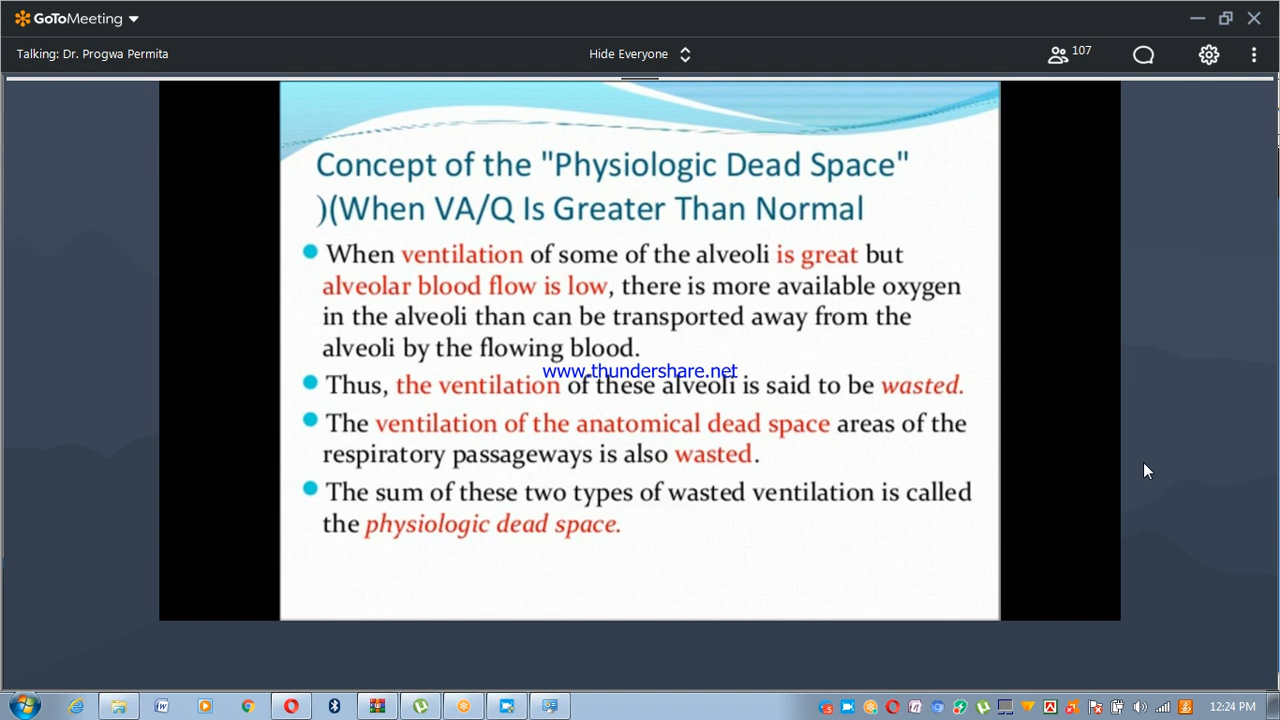 GoToMeeting
Talking: Dr. Progwa Permita
Hide Everyone
107
Concept of the "Physiologic Dead Space"
)(When VA/Q Is Greater Than Normal
When ventilation of some of the alveoli is great but
alveolar blood flow is low, there is more available oxygen
in the alveoli than can be transported away from the
alveoli by the flowing blood.
www.thundershare.net
Thus, the ventilation of these alveoli is said to be wasted.
The ventilation of the anatomical dead space areas of the
respiratory passageways is also wasted.
The sum of these two types of wasted ventilation is called
the physiologic dead space.
12:24 PM